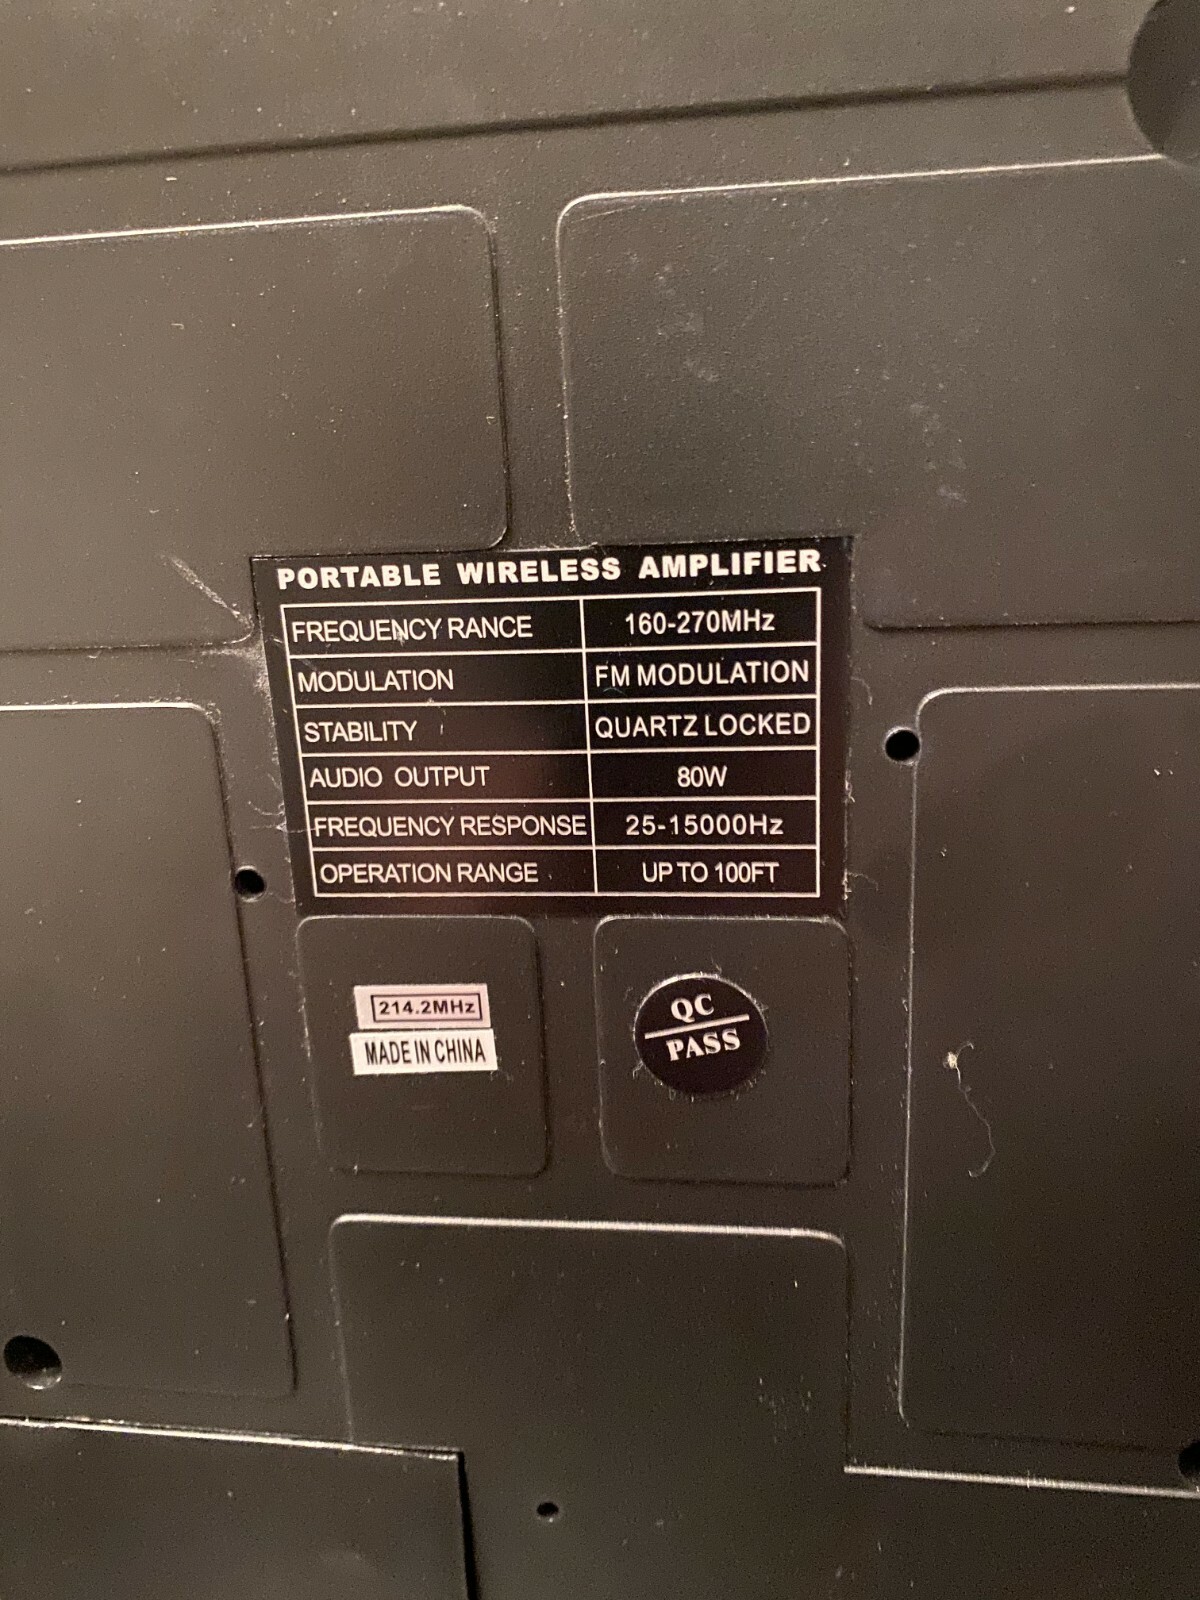 PORTABLE WIRELESS AMPLIFIER
FREQUENCY RANCE 160-270MHz
MODULATION FM MODULATION
STABILITY QUARTZ LOCKED
AUDIO OUTPUT 80W
FREQUENCY RESPONSE 25-15000Hz
OPERATION RANGE UP TO 100FT
214.2MHz
MADE IN CHINA
QC
PASS